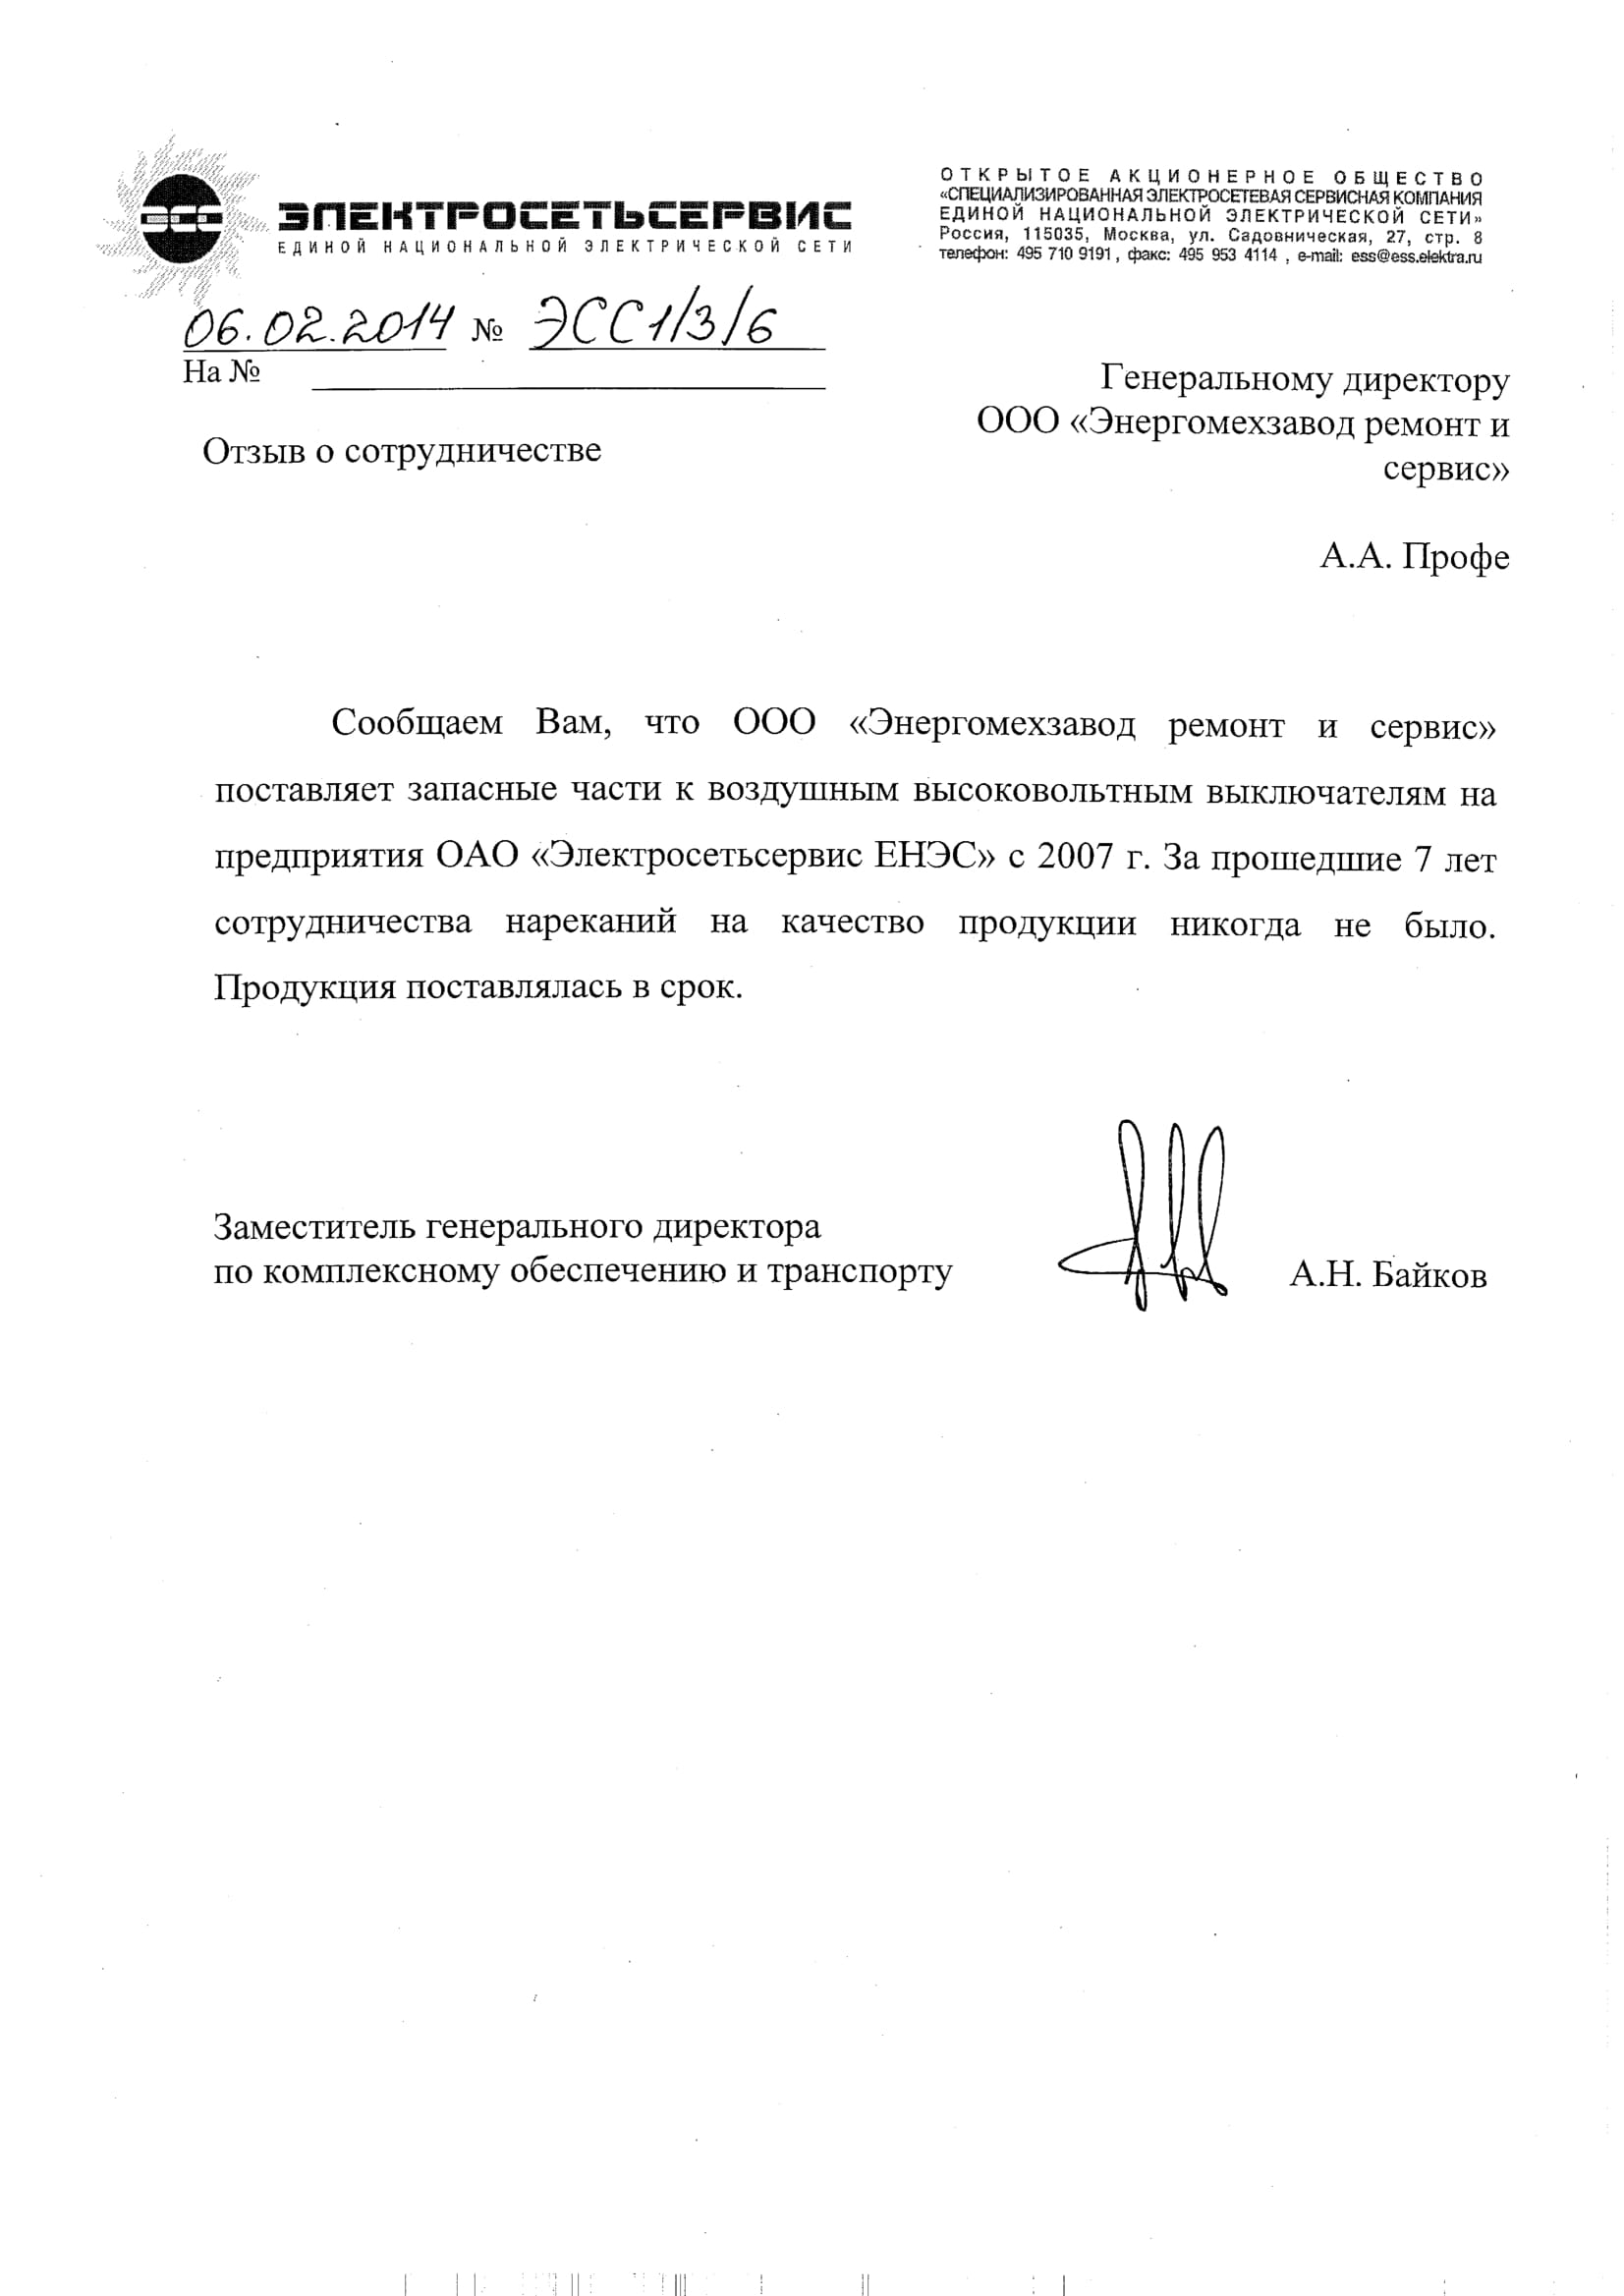 ЭЛЕКТРОСЕТЬСЕРВИС
ЕДИНОЙ НАЦИОНАЛЬНОЙ ЭЛЕКТРИЧЕСКОЙ СЕТИ
ОТКРЫТОЕ АКЦИОНЕРНОЕ ОБЩЕСТВО
«СПЕЦИАЛИЗИРОВАННАЯ ЭЛЕКТРОСЕТЕВАЯ СЕРВИСНАЯ КОМПАНИЯ
ЕДИНОЙ НАЦИОНАЛЬНОЙ ЭЛЕКТРИЧЕСКОЙ СЕТИ»
Россия, 115035, Москва, ул. Садовническая, 27, стр. 8
телефон: 495 710 9191 , факс: 495 953 4114 , e-mail: ess@ess.elektra.ru
06.02.2014 № ЭСС1/3/6
На №
Отзыв о сотрудничестве
Генеральному директору
ООО «Энергомехзавод ремонт и
сервис»
А.А. Профе
Сообщаем Вам, что ООО «Энергомехзавод ремонт и сервис»
поставляет запасные части к воздушным высоковольтным выключателям на
предприятия ОАО «Электросетьсервис ЕНЭС» с 2007 г. За прошедшие 7 лет
сотрудничества нареканий на качество продукции никогда не было.
Продукция поставлялась в срок.
Заместитель генерального директора
по комплексному обеспечению и транспорту
А.Н. Байков